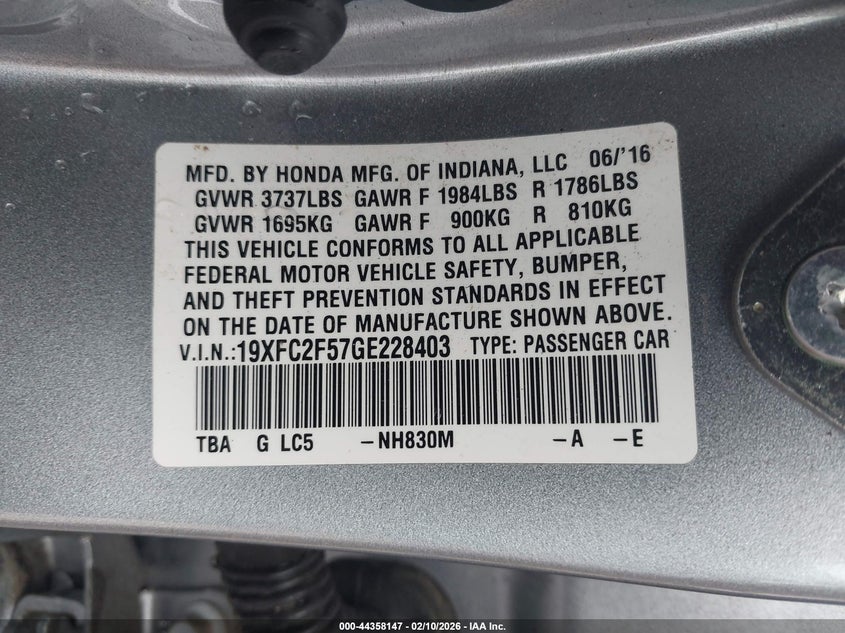 MFD. BY HONDA MFG. OF INDIANA, LLC 06/'16
GVWR 3737LBS GAWR F 1984LBS R 1786LBS
GVWR 1695KG GAWR F 900KG R 810KG
THIS VEHICLE CONFORMS TO ALL APPLICABLE
FEDERAL MOTOR VEHICLE SAFETY, BUMPER,
AND THEFT PREVENTION STANDARDS IN EFFECT
ON THE DATE OF MANUFACTURE SHOWN ABOVE.
V.I.N.:19XFC2F57GE228403 TYPE: PASSENGER CAR
TBA G LC5 –NH830M –A –E
000-44358147 - 02/10/2026 - IAA Inc.